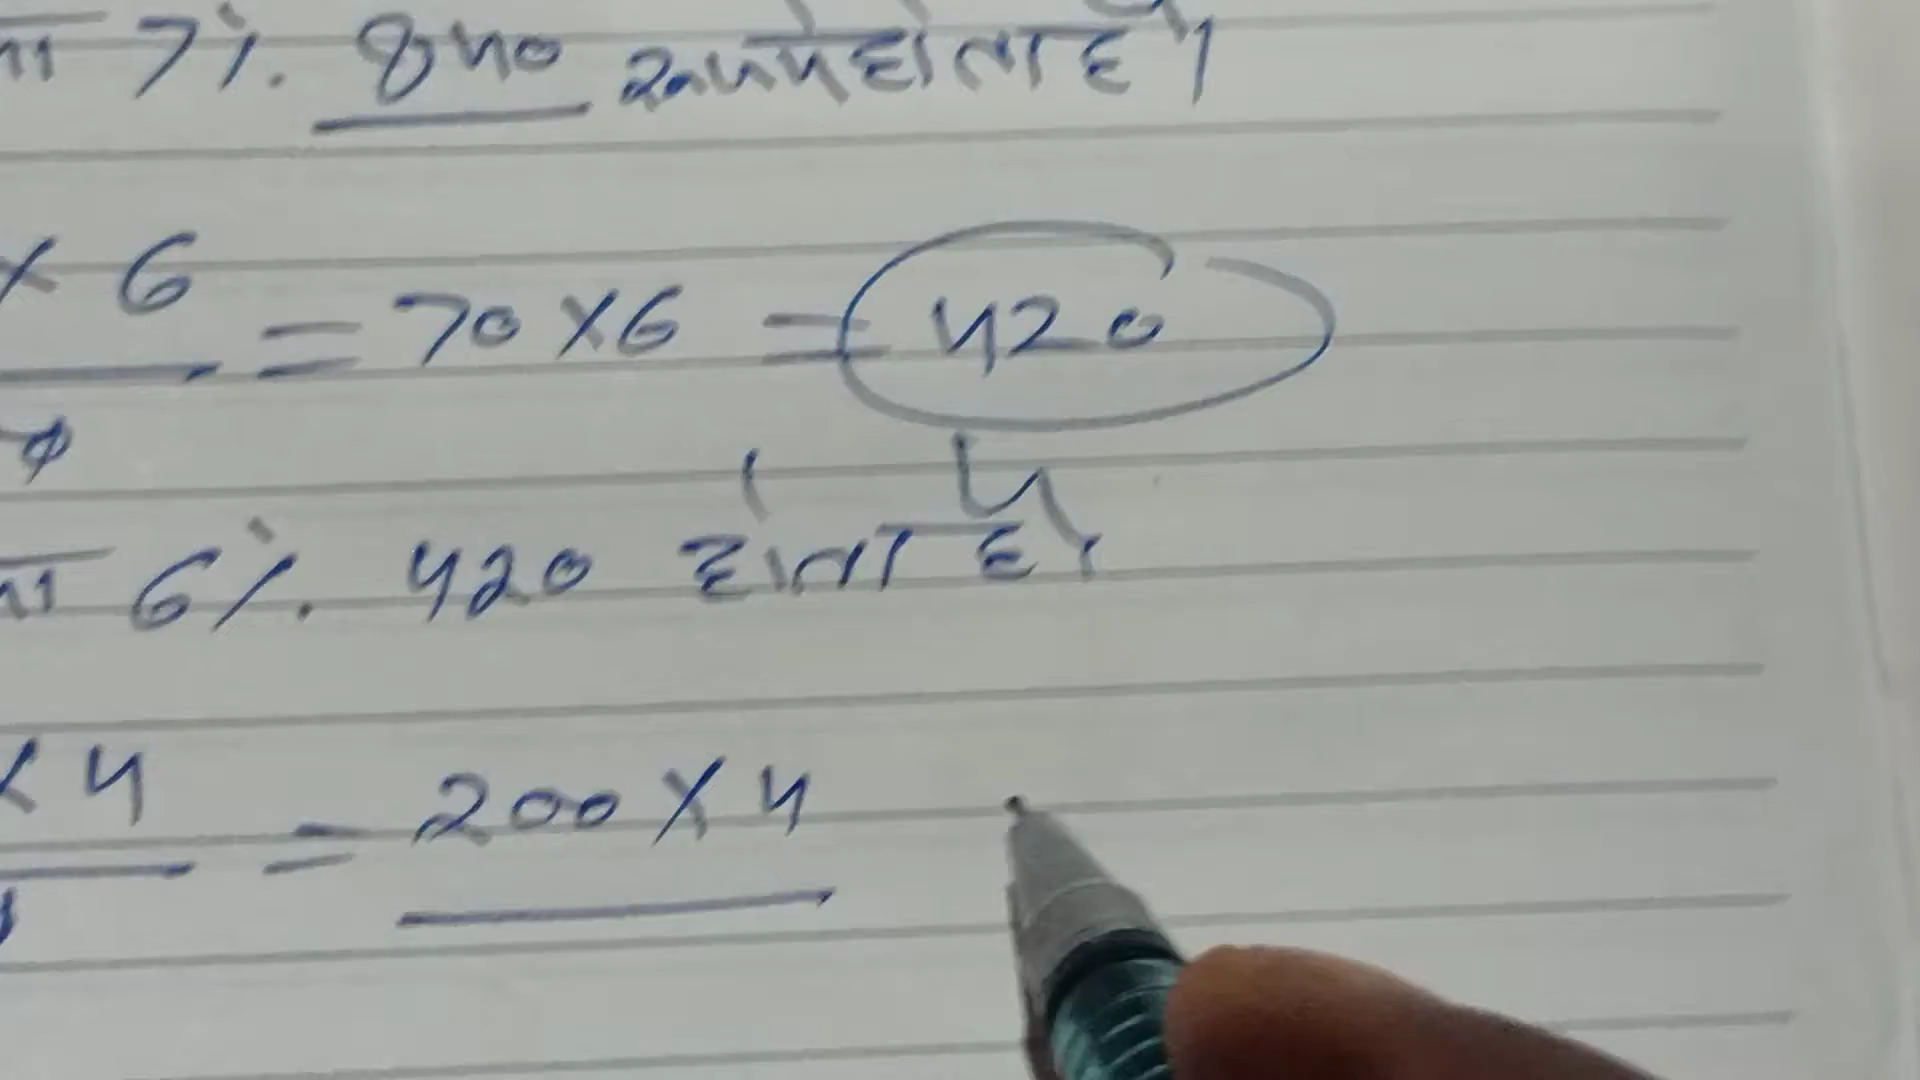 का 7%. 840 रूपये होता है।
× 6 = 70 × 6 = 420
का 6%. 420 होता है।
× 4 = 200 × 4